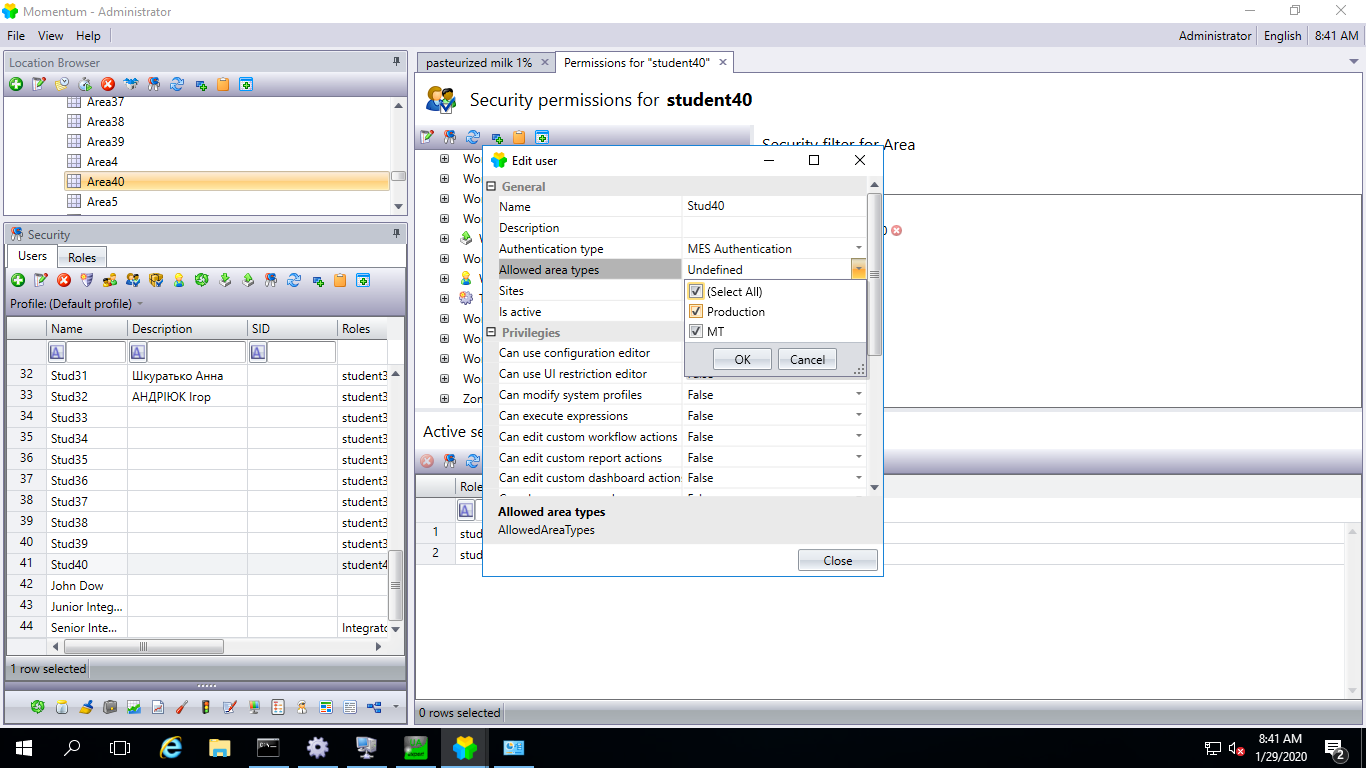 Momentum - Administrator
File View Help
Administrator English 8:41 AM
Location Browser
Area37
Area38
Area39
Area4
Area40
Area5
Security
Users Roles
Profile: (Default profile)
Name Description SID Roles
32 Stud31 Шкуратько Анна student3
33 Stud32 АНДРІЮК Ігор student3
34 Stud33 student3
35 Stud34 student3
36 Stud35 student3
37 Stud36 student3
38 Stud37 student3
39 Stud38 student3
40 Stud39 student3
41 Stud40 student4
42 John Dow
43 Junior Integ...
44 Senior Inte... Integrato
1 row selected
pasteurized milk 1% Permissions for "student40"
Security permissions for student40
Security filter for Area
Wo
Wo
Wo
Wo
Wo
Wo
Wo
Wo
Wo
Wo
Zon
Active se
Role
1 stud
2 stud
0 rows selected
Edit user
General
Name Stud40
Description
Authentication type MES Authentication
Allowed area types Undefined
Sites
Is active
(Select All)
Production
MT
OK Cancel
Privilegies
Can use configuration editor
Can use UI restriction editor False
Can modify system profiles False
Can execute expressions False
Can edit custom workflow actions False
Can edit custom report actions False
Can edit custom dashboard action False
Allowed area types
AllowedAreaTypes
Close
8:41 AM
1/29/2020
2